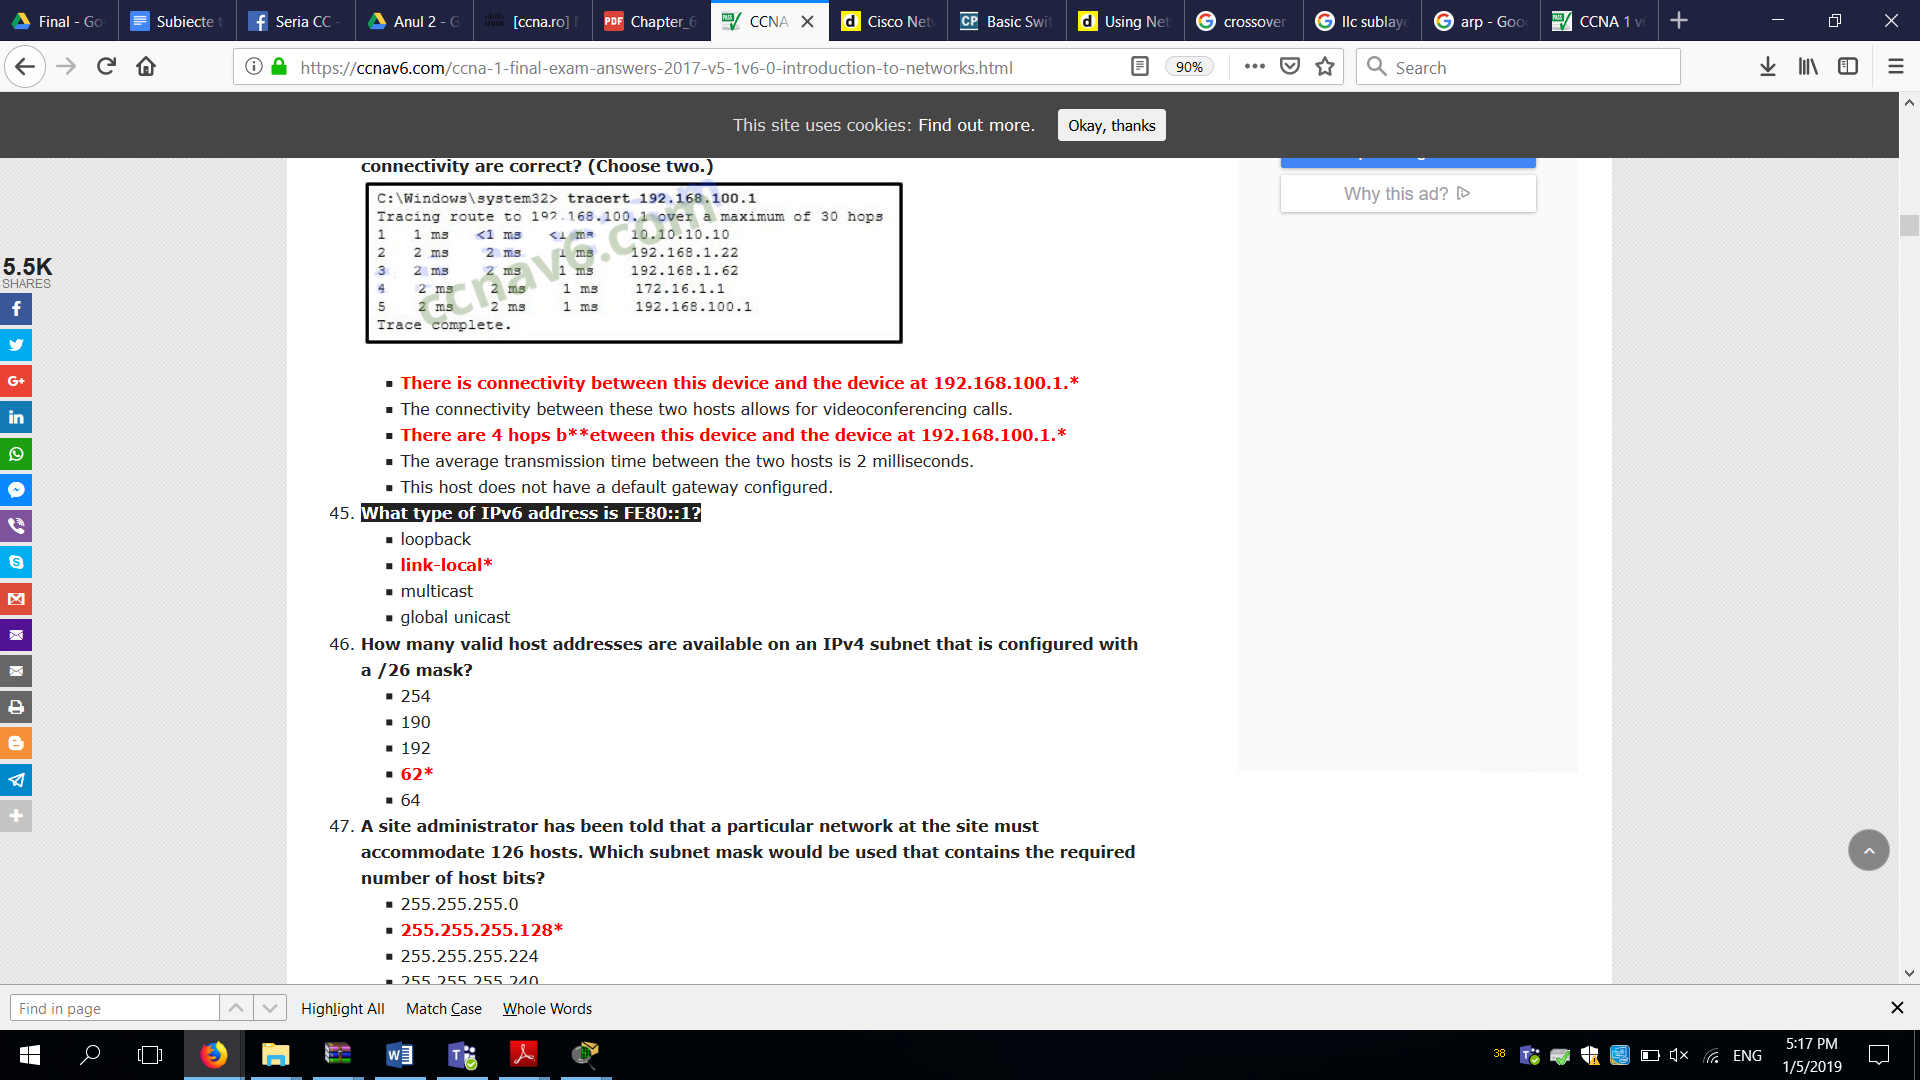 Final - Go
Subiecte t
Seria CC -
Anul 2 - G
[ccna.ro]
Chapter_6
CCNA
Cisco Net
Basic Swit
Using Net
crossover
llc sublaye
arp - Goo
CCNA 1 v
https://ccnav6.com/ccna-1-final-exam-answers-2017-v5-1v6-0-introduction-to-networks.html
90%
Search
This site uses cookies: Find out more.
Okay, thanks
connectivity are correct? (Choose two.)
Why this ad?
C:\Windows\system32> tracert 192.168.100.1
Tracing route to 192.168.100.1 over a maximum of 30 hops
1 1 ms <1 ms <1 ms 10.10.10.10
2 2 ms 2 ms 1 ms 192.168.1.22
3 2 ms 2 ms 1 ms 192.168.1.62
4 2 ms 2 ms 1 ms 172.16.1.1
5 2 ms 2 ms 1 ms 192.168.100.1
Trace complete.
ccnav6.com
5.5K
SHARES
There is connectivity between this device and the device at 192.168.100.1.*
The connectivity between these two hosts allows for videoconferencing calls.
There are 4 hops b**etween this device and the device at 192.168.100.1.*
The average transmission time between the two hosts is 2 milliseconds.
This host does not have a default gateway configured.
45. What type of IPv6 address is FE80::1?
loopback
link-local*
multicast
global unicast
46. How many valid host addresses are available on an IPv4 subnet that is configured with
a /26 mask?
254
190
192
62*
64
47. A site administrator has been told that a particular network at the site must
accommodate 126 hosts. Which subnet mask would be used that contains the required
number of host bits?
255.255.255.0
255.255.255.128*
255.255.255.224
255.255.255.240
Find in page
Highlight All
Match Case
Whole Words
38
ENG
5:17 PM
1/5/2019